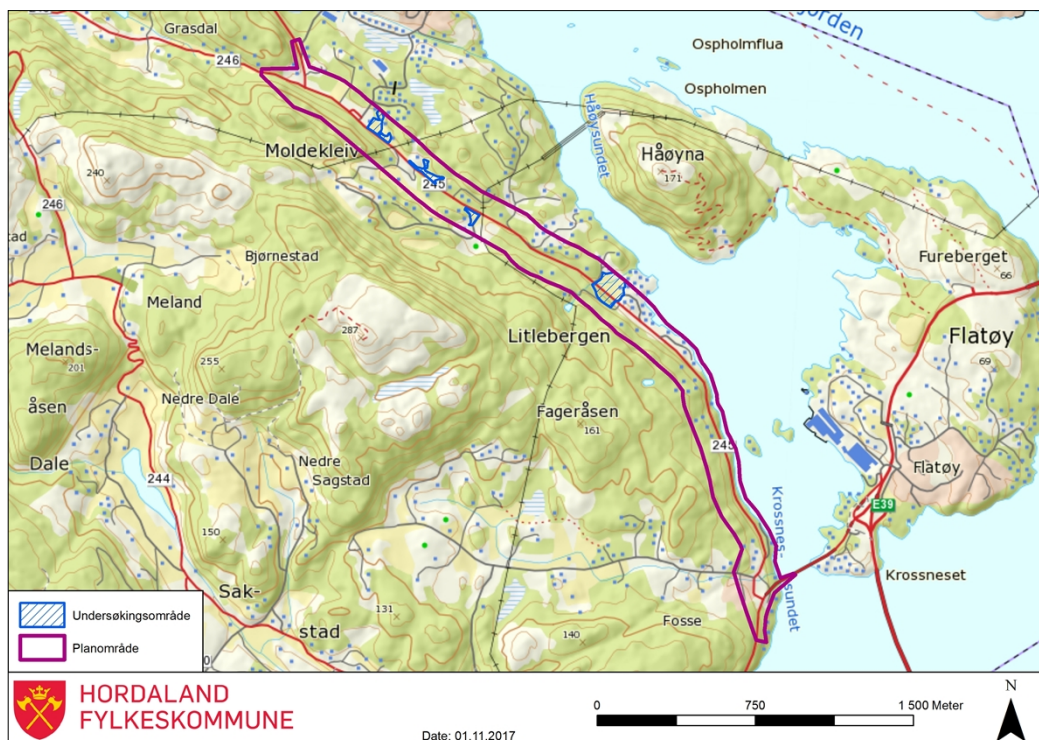 Grasdal
246
Ospholmflua
Ospholmen
Håøysundet
Moldekleiv
Håøyna
171
240
245
246
Bjørnestad
Fureberget
66
Meland
287
Litlebergen
Flatøy
Melands-
201
åsen
255
69
Nedre Dale
Fageråsen
161
Dale
Nedre
Sagstad
245
Flatøy
244
E39
150
Krossnes-
sundet
Krossneset
Sak-
stad
131
Fosse
140
Undersøkingsområde
Planområde
HORDALAND
FYLKESKOMMUNE
Date: 01.11.2017
0 750 1 500 Meter
N